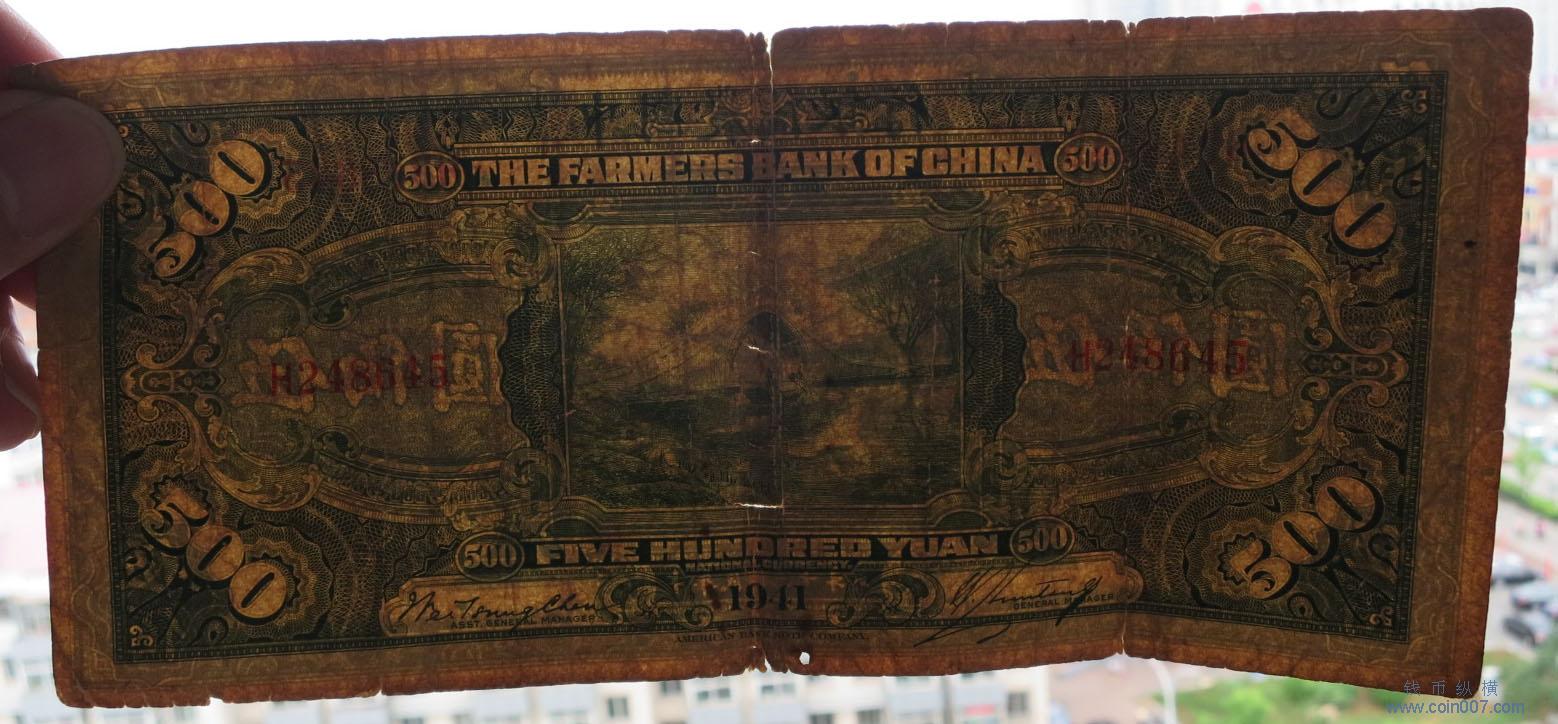 500 THE FARMERS BANK OF CHINA 500
500
500
H248645
H248645
500
500
500 FIVE HUNDRED YUAN 500
NATIONAL CURRENCY
1941
ASST. GENERAL MANAGER
GENERAL MANAGER
AMERICAN BANK NOTE COMPANY.
钱币纵横
www.coin007.com